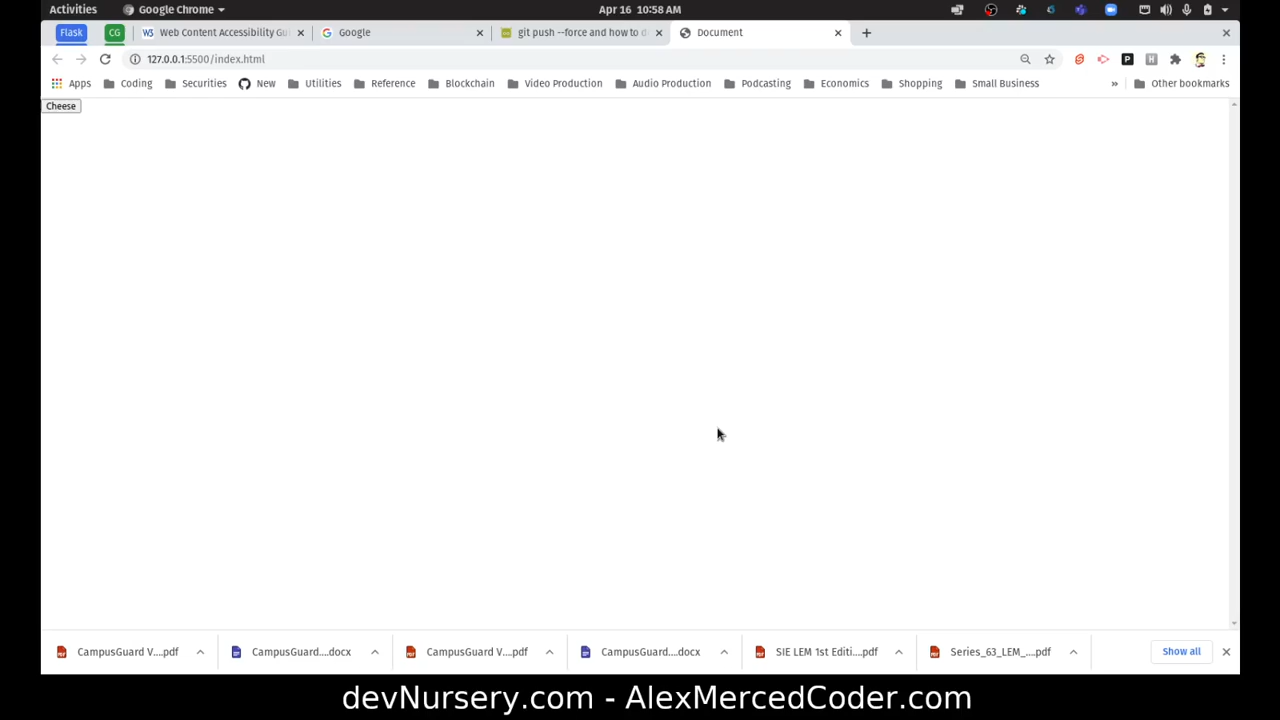 Activities Google Chrome Apr 16 10:58 AM
Flask CG Web Content Accessibility Gui Google git push --force and how to d Document
127.0.0.1:5500/index.html
Apps Coding Securities New Utilities Reference Blockchain Video Production Audio Production Podcasting Economics Shopping Small Business » Other bookmarks
Cheese
CampusGuard V....pdf CampusGuard....docx CampusGuard V....pdf CampusGuard....docx SIE LEM 1st Editi....pdf Series_63_LEM_....pdf Show all
devNursery.com - AlexMercedCoder.com